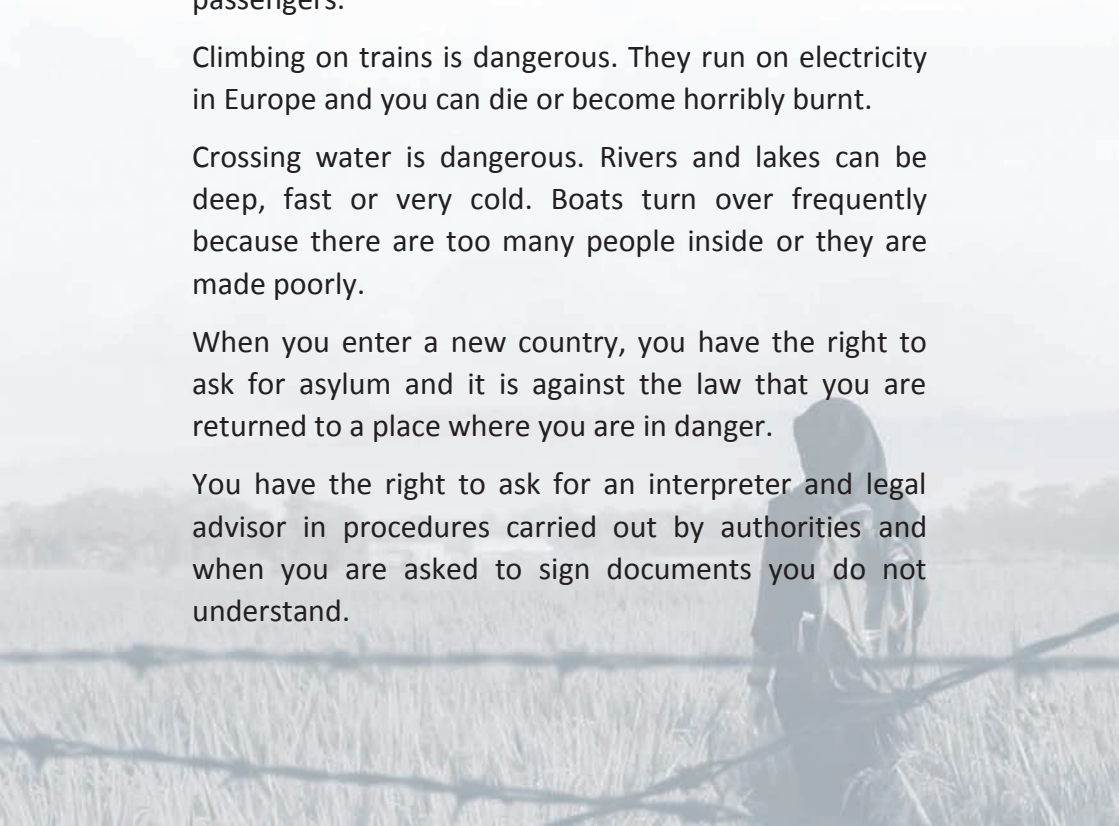 passengers.
Climbing on trains is dangerous. They run on electricity
in Europe and you can die or become horribly burnt.
Crossing water is dangerous. Rivers and lakes can be
deep, fast or very cold. Boats turn over frequently
because there are too many people inside or they are
made poorly.
When you enter a new country, you have the right to
ask for asylum and it is against the law that you are
returned to a place where you are in danger.
You have the right to ask for an interpreter and legal
advisor in procedures carried out by authorities and
when you are asked to sign documents you do not
understand.